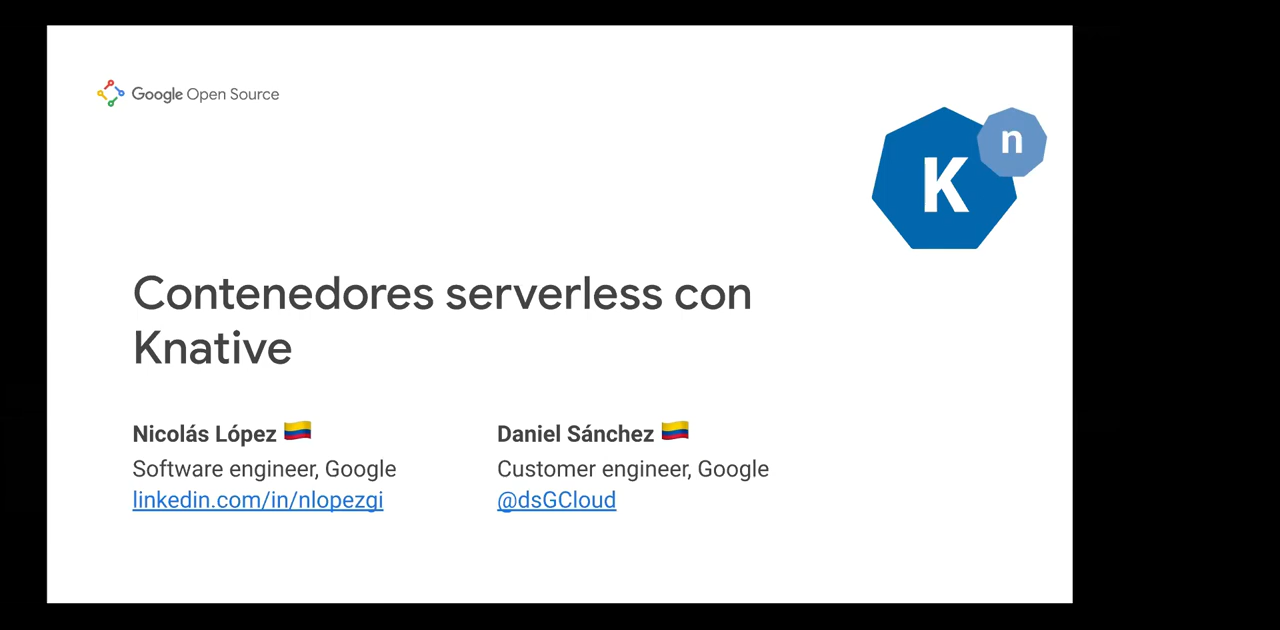 Google Open Source
K
n
Contenedores serverless con
Knative
Nicolás López 🇨🇴
Software engineer, Google
linkedin.com/in/nlopezgi
Daniel Sánchez 🇨🇴
Customer engineer, Google
@dsGCloud